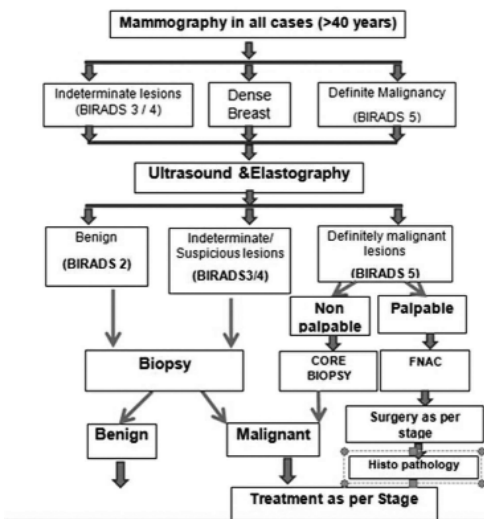 Mammography in all cases (>40 years)
Indeterminate lesions
(BIRADS 3 / 4)
Dense
Breast
Definite Malignancy
(BIRADS 5)
Ultrasound &Elastography
Benign
(BIRADS 2)
Indeterminate/
Suspicious lesions
(BIRADS3/4)
Definitely malignant
lesions
(BIRADS 5)
Non
palpable
Palpable
Biopsy
CORE
BIOPSY
FNAC
Benign
Malignant
Surgery as per
stage
Histo pathology
Treatment as per Stage